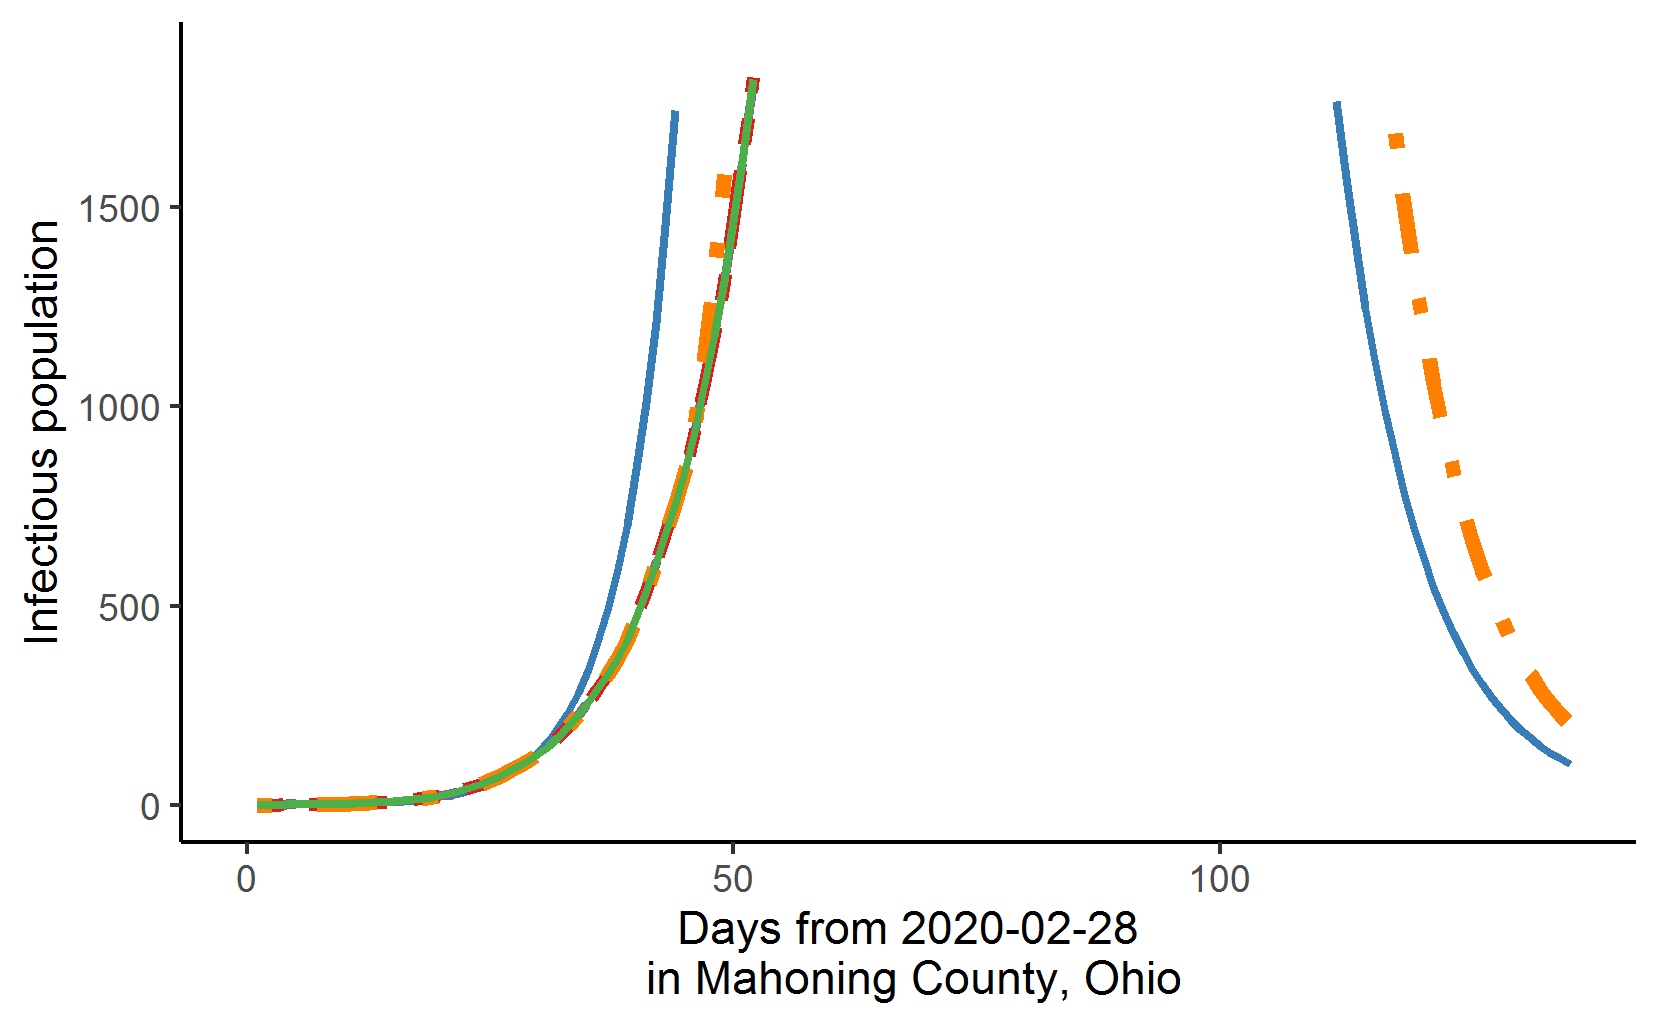 Infectious population
1500
1000
500
0
0 50 100
Days from 2020-02-28
in Mahoning County, Ohio